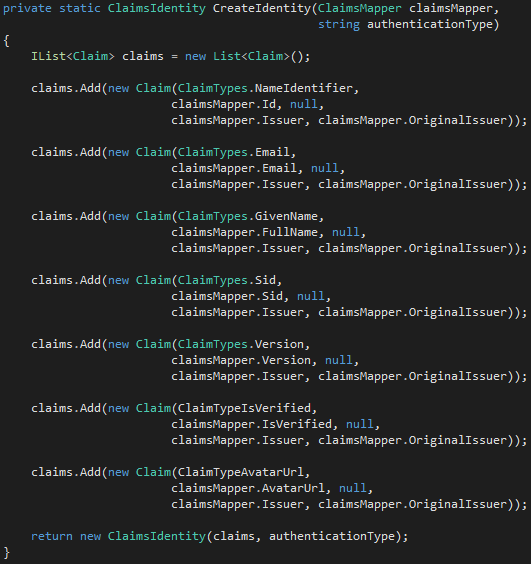 private static ClaimsIdentity CreateIdentity(ClaimsMapper claimsMapper,
string authenticationType)
{
IList<Claim> claims = new List<Claim>();
claims.Add(new Claim(ClaimTypes.NameIdentifier,
claimsMapper.Id, null,
claimsMapper.Issuer, claimsMapper.OriginalIssuer));
claims.Add(new Claim(ClaimTypes.Email,
claimsMapper.Email, null,
claimsMapper.Issuer, claimsMapper.OriginalIssuer));
claims.Add(new Claim(ClaimTypes.GivenName,
claimsMapper.FullName, null,
claimsMapper.Issuer, claimsMapper.OriginalIssuer));
claims.Add(new Claim(ClaimTypes.Sid,
claimsMapper.Sid, null,
claimsMapper.Issuer, claimsMapper.OriginalIssuer));
claims.Add(new Claim(ClaimTypes.Version,
claimsMapper.Version, null,
claimsMapper.Issuer, claimsMapper.OriginalIssuer));
claims.Add(new Claim(ClaimTypeIsVerified,
claimsMapper.IsVerified, null,
claimsMapper.Issuer, claimsMapper.OriginalIssuer));
claims.Add(new Claim(ClaimTypeAvatarUrl,
claimsMapper.AvatarUrl, null,
claimsMapper.Issuer, claimsMapper.OriginalIssuer));
return new ClaimsIdentity(claims, authenticationType);
}